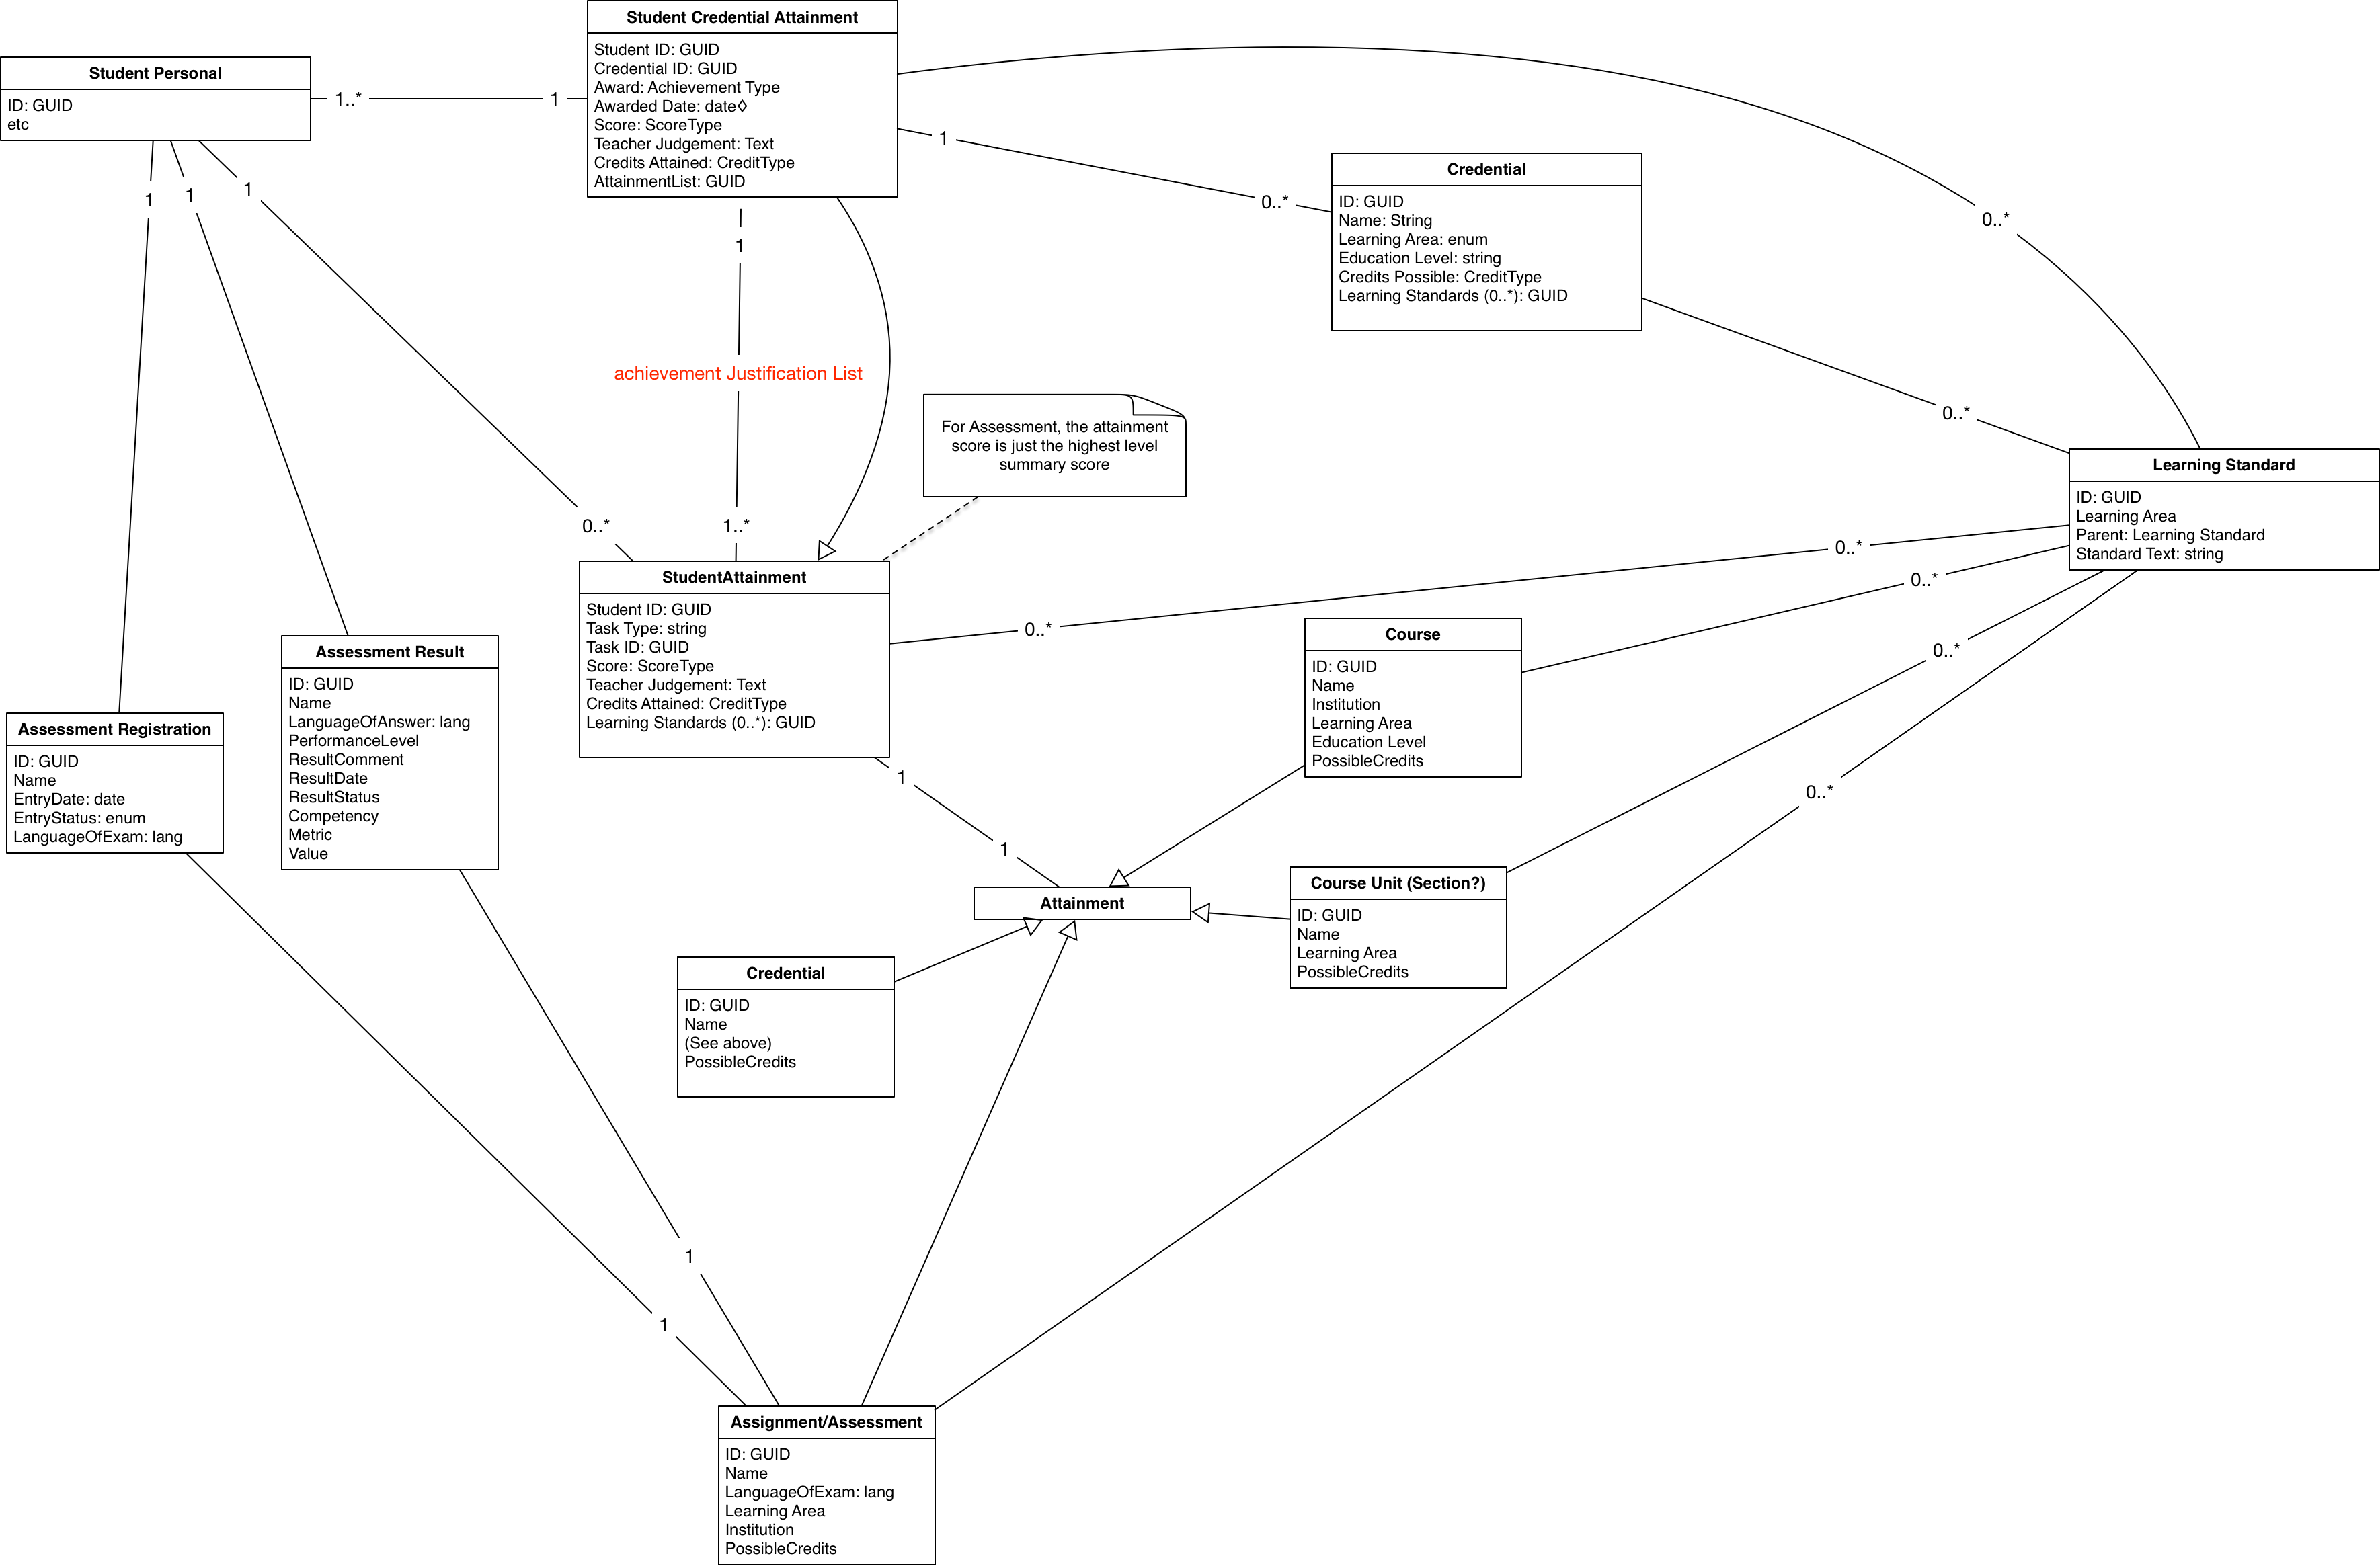 Student Credential Attainment
Student ID: GUID
Credential ID: GUID
Award: Achievement Type
Awarded Date: date◊
Score: ScoreType
Teacher Judgement: Text
Credits Attained: CreditType
AttainmentList: GUID
Student Personal
ID: GUID
etc
1..*
1
1
1
1
1
0..*
1
0..*
Credential
ID: GUID
Name: String
Learning Area: enum
Education Level: string
Credits Possible: CreditType
Learning Standards (0..*): GUID
1
achievement Justification List
1..*
0..*
For Assessment, the attainment
score is just the highest level
summary score
0..*
Learning Standard
ID: GUID
Learning Area
Parent: Learning Standard
Standard Text: string
StudentAttainment
Student ID: GUID
Task Type: string
Task ID: GUID
Score: ScoreType
Teacher Judgement: Text
Credits Attained: CreditType
Learning Standards (0..*): GUID
0..*
0..*
0..*
0..*
0..*
Course
ID: GUID
Name
Institution
Learning Area
Education Level
PossibleCredits
Assessment Result
ID: GUID
Name
LanguageOfAnswer: lang
PerformanceLevel
ResultComment
ResultDate
ResultStatus
Competency
Metric
Value
Assessment Registration
ID: GUID
Name
EntryDate: date
EntryStatus: enum
LanguageOfExam: lang
1
1
Attainment
Course Unit (Section?)
ID: GUID
Name
Learning Area
PossibleCredits
Credential
ID: GUID
Name
(See above)
PossibleCredits
1
1
Assignment/Assessment
ID: GUID
Name
LanguageOfExam: lang
Learning Area
Institution
PossibleCredits